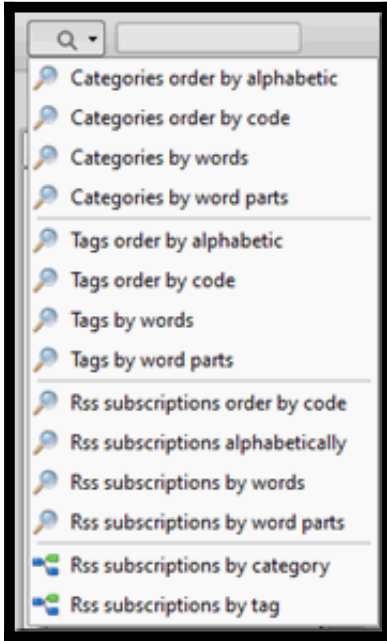 Categories order by alphabetic
Categories order by code
Categories by words
Categories by word parts
Tags order by alphabetic
Tags order by code
Tags by words
Tags by word parts
Rss subscriptions order by code
Rss subscriptions alphabetically
Rss subscriptions by words
Rss subscriptions by word parts
Rss subscriptions by category
Rss subscriptions by tag